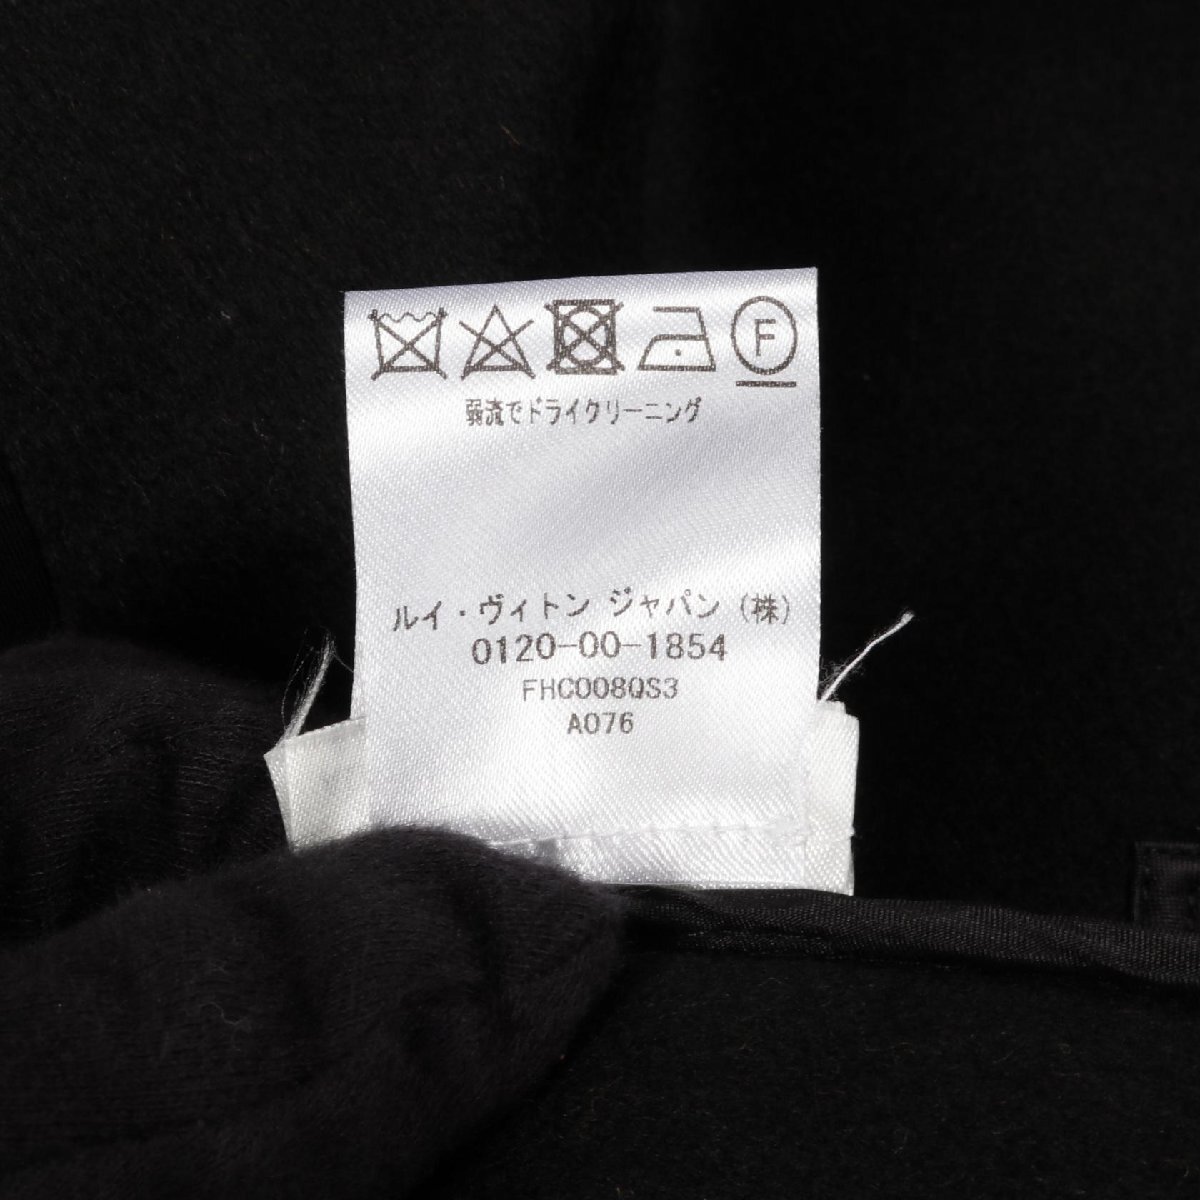 F
弱流でドライクリーニング
ルイ・ヴィトン ジャパン (株)
0120-00-1854
FHC008QS3
A076